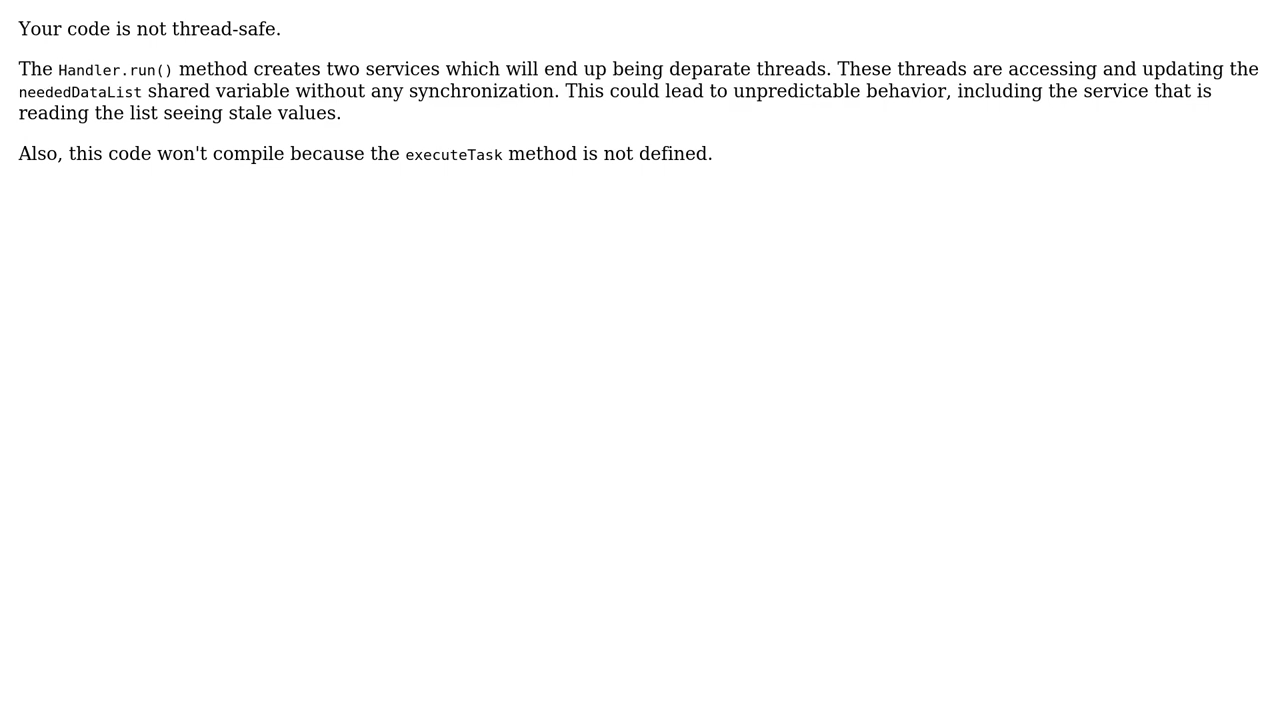 Your code is not thread-safe.
The Handler.run() method creates two services which will end up being deparate threads. These threads are accessing and updating the
neededDataList shared variable without any synchronization. This could lead to unpredictable behavior, including the service that is
reading the list seeing stale values.
Also, this code won't compile because the executeTask method is not defined.